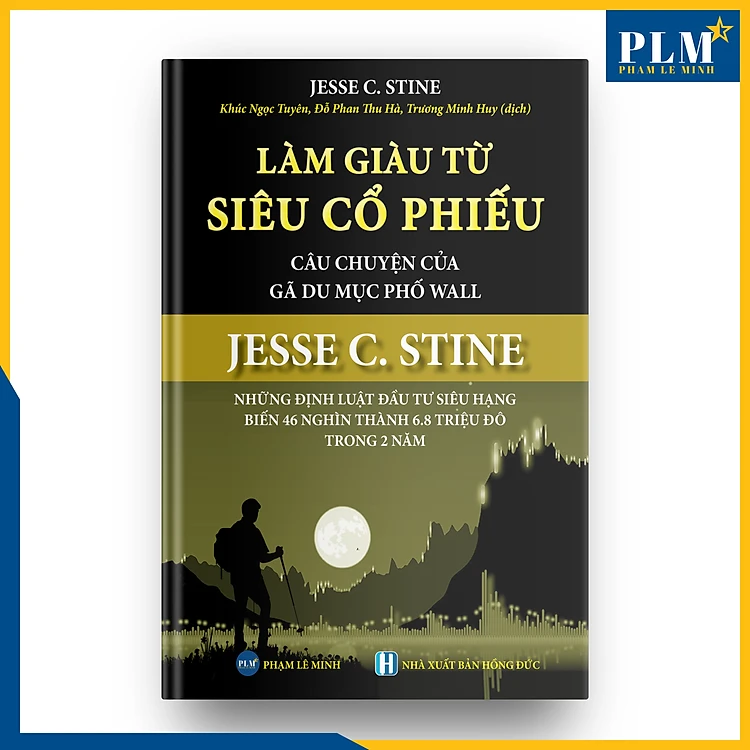 PLM
PHAM LE MINH
JESSE C. STINE
Khúc Ngọc Tuyên, Đỗ Phan Thu Hà, Trương Minh Huy (dịch)
LÀM GIÀU TỪ
SIÊU CỔ PHIẾU
CÂU CHUYỆN CỦA
GÃ DU MỤC PHỐ WALL
JESSE C. STINE
NHỮNG ĐỊNH LUẬT ĐẦU TƯ SIÊU HẠNG
BIẾN 46 NGHÌN THÀNH 6.8 TRIỆU ĐÔ
TRONG 2 NĂM
PLM PHẠM LÊ MINH
H NHÀ XUẤT BẢN HỒNG ĐỨC